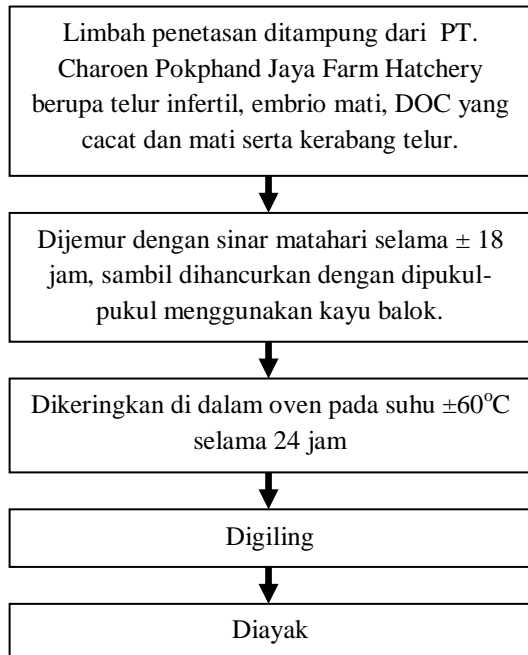 Limbah penetasan ditampung dari PT.
Charoen Pokphand Jaya Farm Hatchery
berupa telur infertil, embrio mati, DOC yang
cacat dan mati serta kerabang telur.
Dijemur dengan sinar matahari selama ± 18
jam, sambil dihancurkan dengan dipukul-
pukul menggunakan kayu balok.
Dikeringkan di dalam oven pada suhu ±60°C
selama 24 jam
Digiling
Diayak